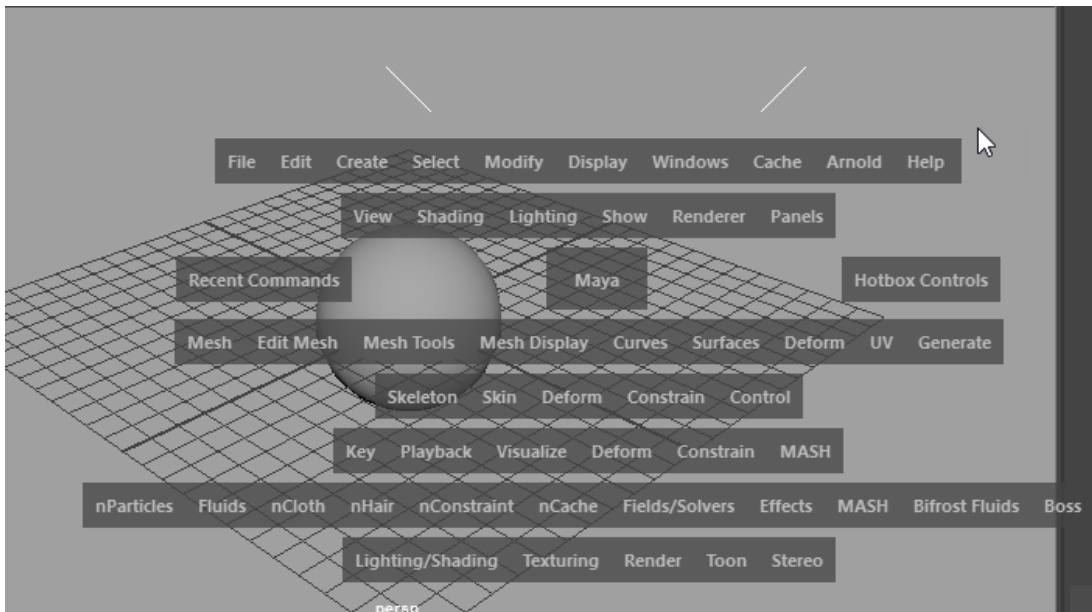 File Edit Create Select Modify Display Windows Cache Arnold Help
View Shading Lighting Show Renderer Panels
Recent Commands Maya Hotbox Controls
Mesh Edit Mesh Mesh Tools Mesh Display Curves Surfaces Deform UV Generate
Skeleton Skin Deform Constrain Control
Key Playback Visualize Deform Constrain MASH
nParticles Fluids nCloth nHair nConstraint nCache Fields/Solvers Effects MASH Bifrost Fluids Boss
Lighting/Shading Texturing Render Toon Stereo
persp